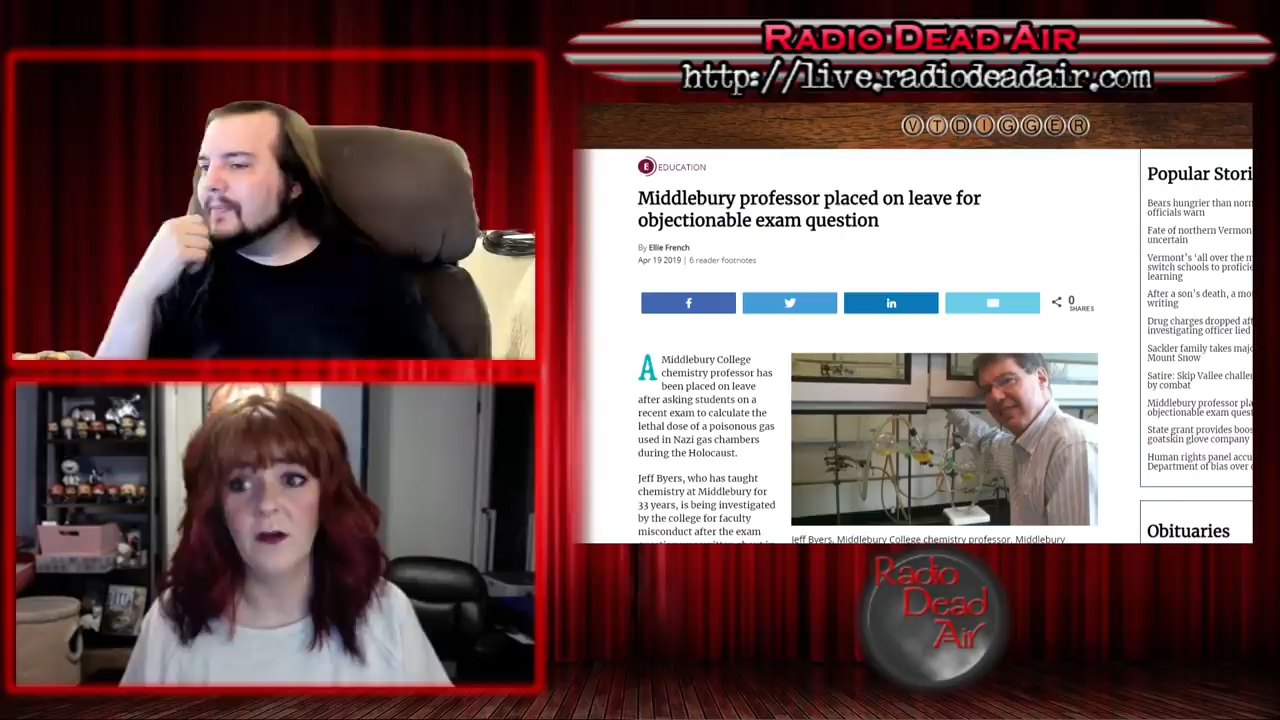 RADIO DEAD AIR
http://live.radiodeadair.com
VTDIGGER
E EDUCATION
Middlebury professor placed on leave for
objectionable exam question
By Ellie French
Apr 19 2019 | 6 reader footnotes
0
SHARES
A Middlebury College
chemistry professor has
been placed on leave
after asking students on a
recent exam to calculate the
lethal dose of a poisonous gas
used in Nazi gas chambers
during the Holocaust.
Jeff Byers, who has taught
chemistry at Middlebury for
33 years, is being investigated
by the college for faculty
misconduct after the exam
Jeff Byers, Middlebury College chemistry professor. Middlebury
Popular Stori
Bears hungrier than norm
officials warn
Fate of northern Vermon
uncertain
Vermont's 'all over the m
switch schools to proficie
learning
After a son's death, a mo
writing
Drug charges dropped aft
investigating officer lied
Sackler family takes majo
Mount Snow
Satire: Skip Vallee challe
by combat
Middlebury professor pla
objectionable exam quest
State grant provides boos
goatskin glove company
Human rights panel accu
Department of bias over
Obituaries
Radio
Dead
Air